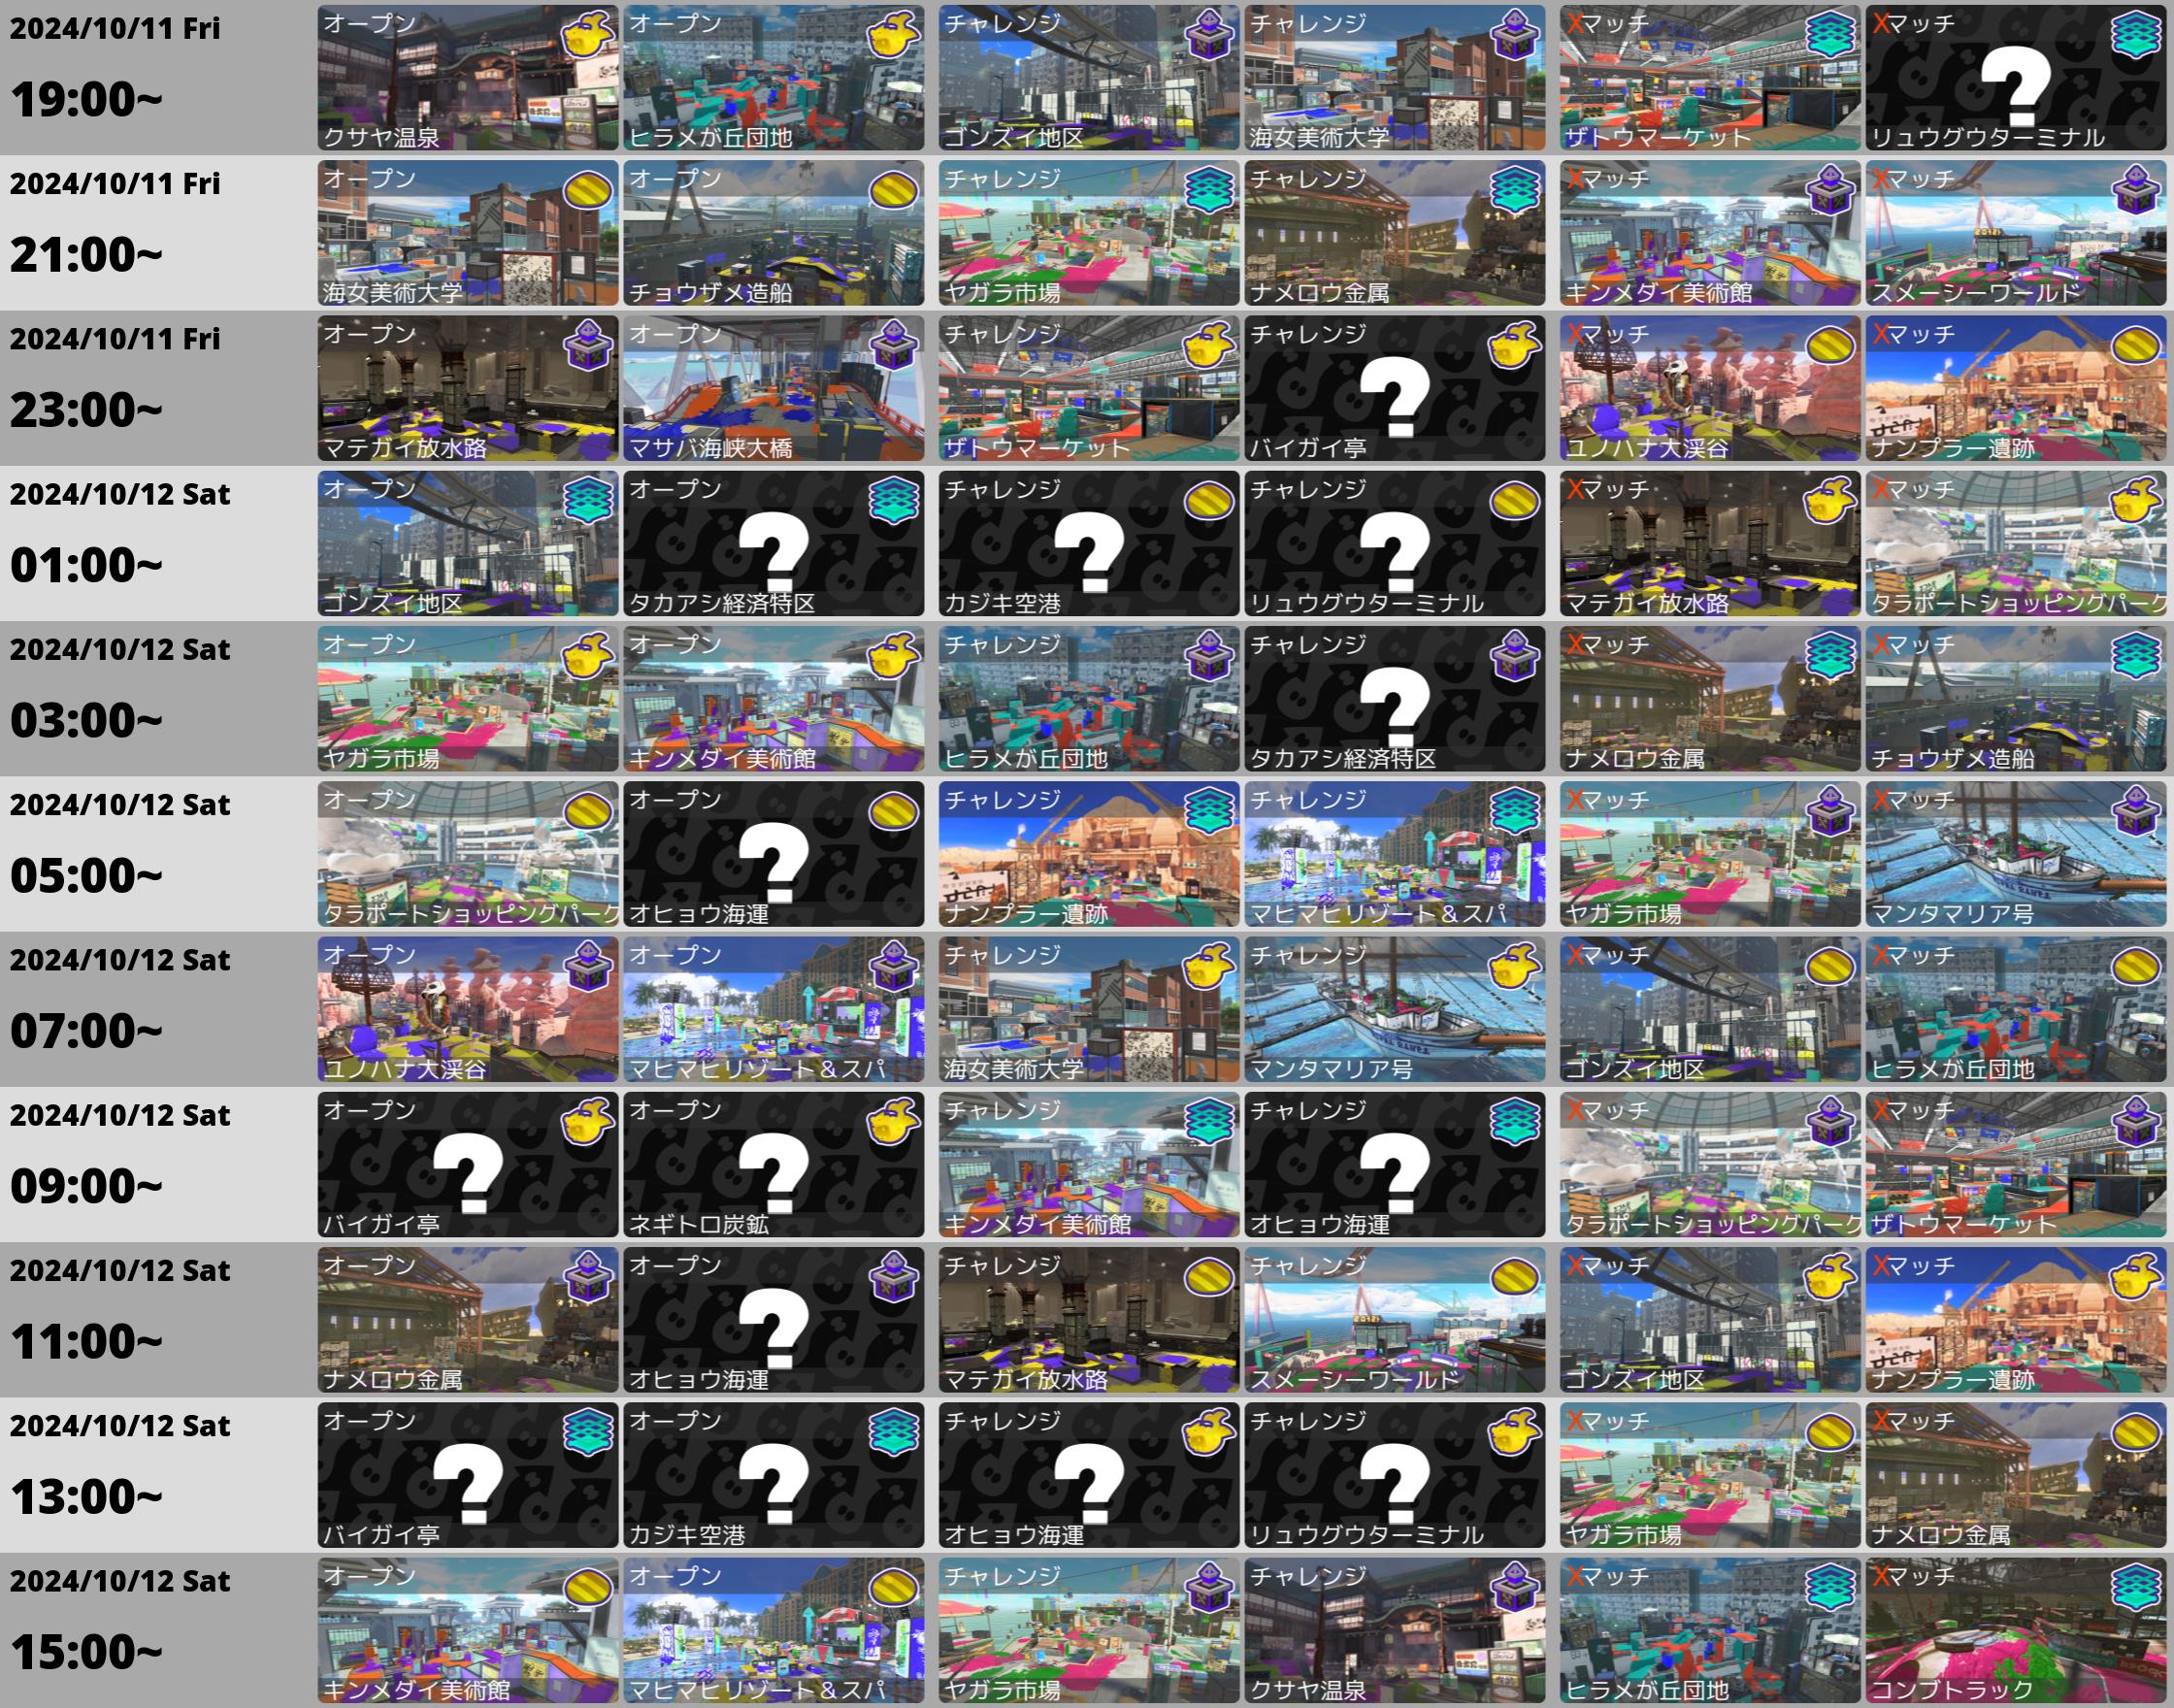 2024/10/11 Fri
19:00~
オープン
クサヤ温泉
オープン
ヒラメが丘団地
チャレンジ
ゴンズイ地区
チャレンジ
海女美術大学
Xマッチ
ザトウマーケット
Xマッチ
?
リュウグウターミナル
2024/10/11 Fri
21:00~
オープン
海女美術大学
オープン
チョウザメ造船
チャレンジ
ヤガラ市場
チャレンジ
ナメロウ金属
Xマッチ
キンメダイ美術館
Xマッチ
スメーシーワールド
2024/10/11 Fri
23:00~
オープン
マテガイ放水路
オープン
マサバ海峡大橋
チャレンジ
ザトウマーケット
チャレンジ
?
バイガイ亭
Xマッチ
ユノハナ大渓谷
Xマッチ
ナンプラー遺跡
2024/10/12 Sat
01:00~
オープン
ゴンズイ地区
オープン
?
タカアシ経済特区
チャレンジ
?
カジキ空港
チャレンジ
?
リュウグウターミナル
Xマッチ
マテガイ放水路
Xマッチ
タラポートショッピングパーク
2024/10/12 Sat
03:00~
オープン
ヤガラ市場
オープン
キンメダイ美術館
チャレンジ
ヒラメが丘団地
チャレンジ
?
タカアシ経済特区
Xマッチ
ナメロウ金属
Xマッチ
チョウザメ造船
2024/10/12 Sat
05:00~
オープン
タラポートショッピングパーク
オープン
?
オヒョウ海運
チャレンジ
ナンプラー遺跡
チャレンジ
マヒマヒリゾート＆スパ
Xマッチ
ヤガラ市場
Xマッチ
マンタマリア号
2024/10/12 Sat
07:00~
オープン
ユノハナ大渓谷
オープン
マヒマヒリゾート＆スパ
チャレンジ
海女美術大学
チャレンジ
マンタマリア号
Xマッチ
ゴンズイ地区
Xマッチ
ヒラメが丘団地
2024/10/12 Sat
09:00~
オープン
?
バイガイ亭
オープン
?
ネギトロ炭鉱
チャレンジ
キンメダイ美術館
チャレンジ
?
オヒョウ海運
Xマッチ
タラポートショッピングパーク
Xマッチ
ザトウマーケット
2024/10/12 Sat
11:00~
オープン
ナメロウ金属
オープン
?
オヒョウ海運
チャレンジ
マテガイ放水路
チャレンジ
スメーシーワールド
Xマッチ
ゴンズイ地区
Xマッチ
ナンプラー遺跡
2024/10/12 Sat
13:00~
オープン
?
バイガイ亭
オープン
?
カジキ空港
チャレンジ
?
オヒョウ海運
チャレンジ
?
リュウグウターミナル
Xマッチ
ヤガラ市場
Xマッチ
ナメロウ金属
2024/10/12 Sat
15:00~
オープン
キンメダイ美術館
オープン
マヒマヒリゾート＆スパ
チャレンジ
ヤガラ市場
チャレンジ
クサヤ温泉
Xマッチ
ヒラメが丘団地
Xマッチ
コンブトラック